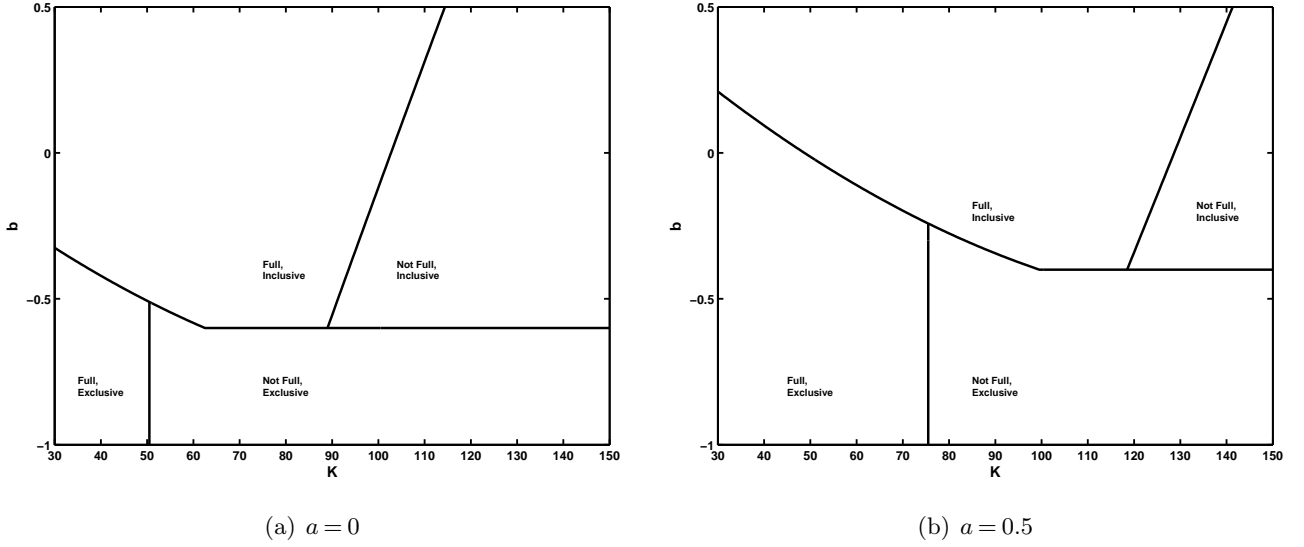 0.5
0
−0.5
−1
b
30 40 50 60 70 80 90 100 110 120 130 140 150
K
Full,
Inclusive
Not Full,
Inclusive
Full,
Exclusive
Not Full,
Exclusive
(a) a = 0
0.5
0
−0.5
−1
b
30 40 50 60 70 80 90 100 110 120 130 140 150
K
Full,
Inclusive
Not Full,
Inclusive
Full,
Exclusive
Not Full,
Exclusive
(b) a = 0.5